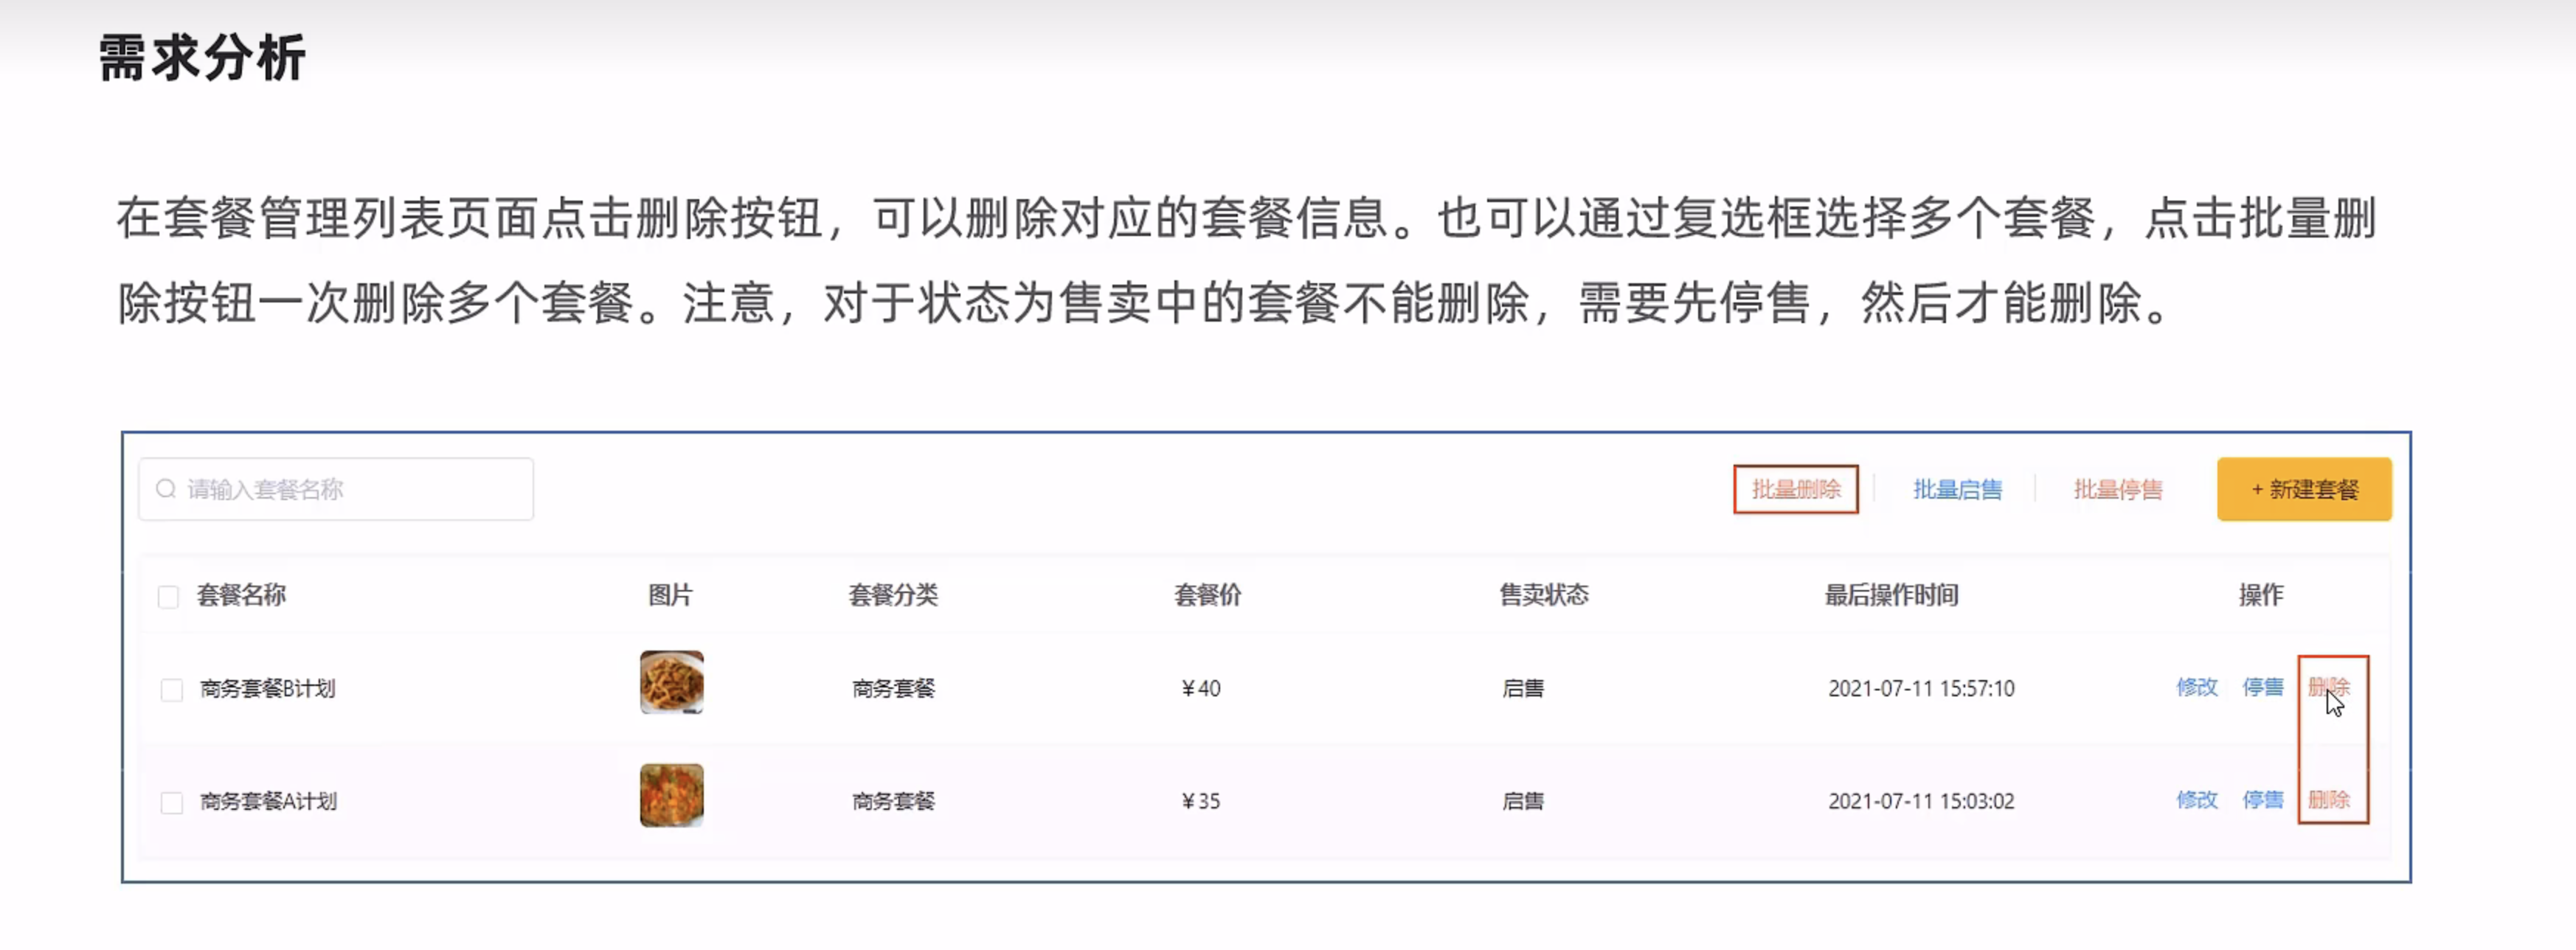 需求分析
在套餐管理列表页面点击删除按钮，可以删除对应的套餐信息。也可以通过复选框选择多个套餐，点击批量删
除按钮一次删除多个套餐。注意，对于状态为售卖中的套餐不能删除，需要先停售，然后才能删除。
请输入套餐名称 批量删除 批量启售 批量停售 + 新建套餐
套餐名称 图片 套餐分类 套餐价 售卖状态 最后操作时间 操作
商务套餐B计划 商务套餐 ¥40 启售 2021-07-11 15:57:10 修改 停售 删除
商务套餐A计划 商务套餐 ¥35 启售 2021-07-11 15:03:02 修改 停售 删除